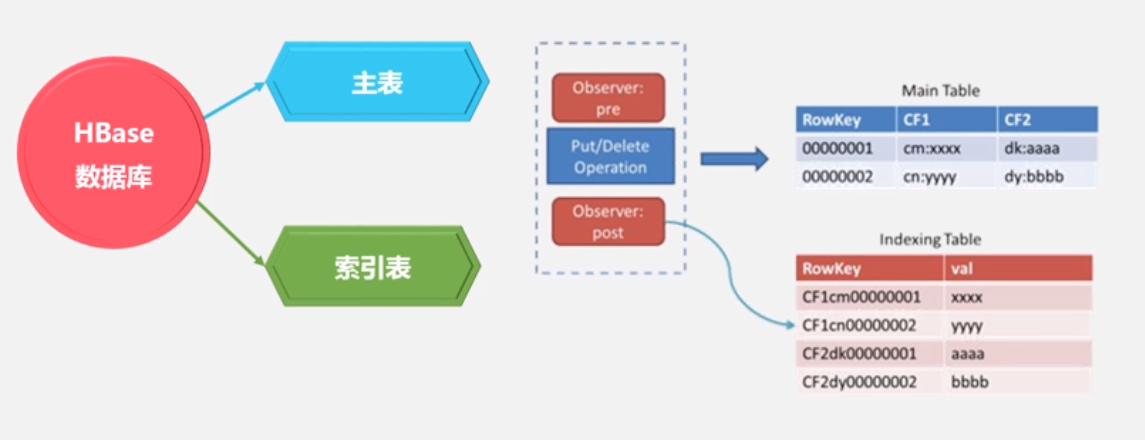 HBase
数据库
主表
索引表
Observer:
pre
Put/Delete
Operation
Observer:
post
Main Table
RowKey CF1 CF2
00000001 cm:xxxx dk:aaaa
00000002 cn:yyyy dy:bbbb
Indexing Table
RowKey val
CF1cm00000001 xxxx
CF1cn00000002 yyyy
CF2dk00000001 aaaa
CF2dy00000002 bbbb